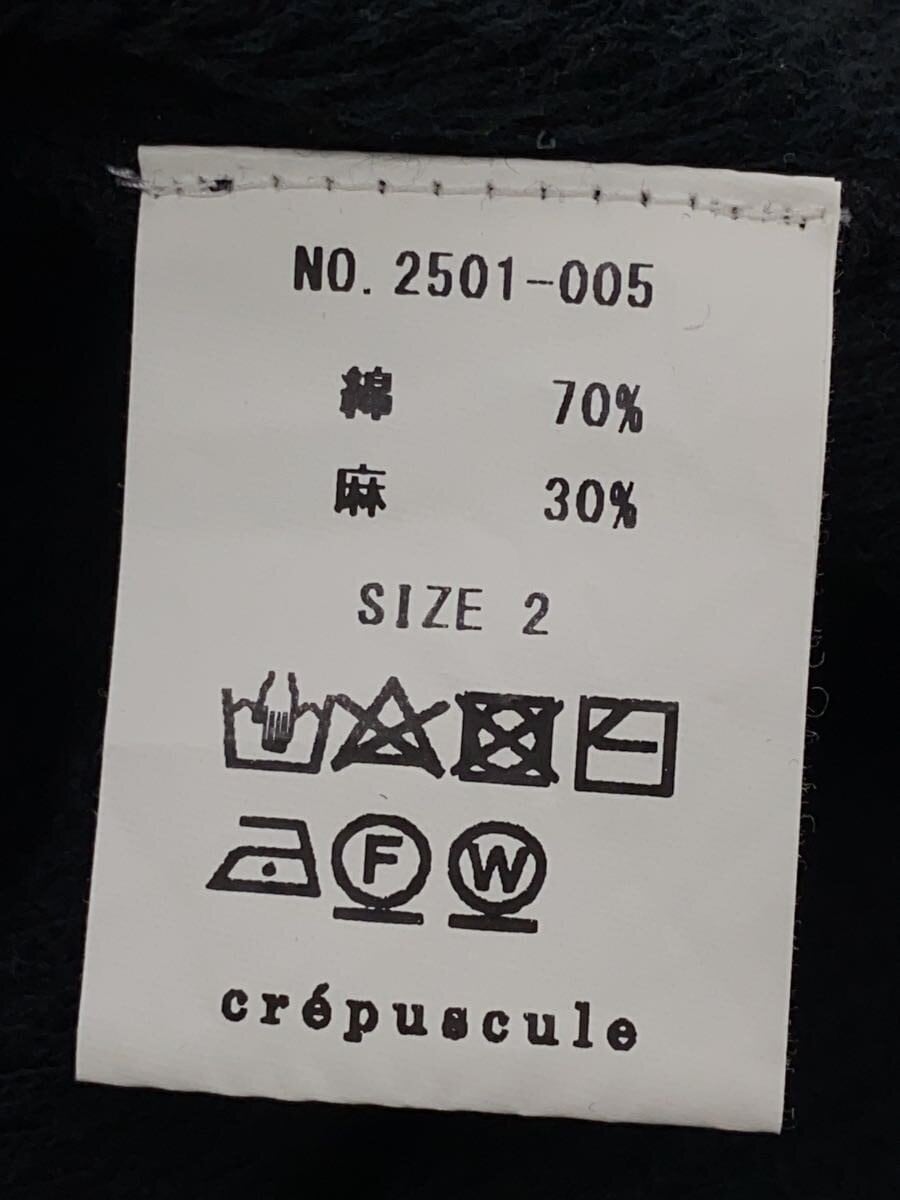 NO. 2501-005
綿 70%
麻 30%
SIZE 2
F W
crépuscule